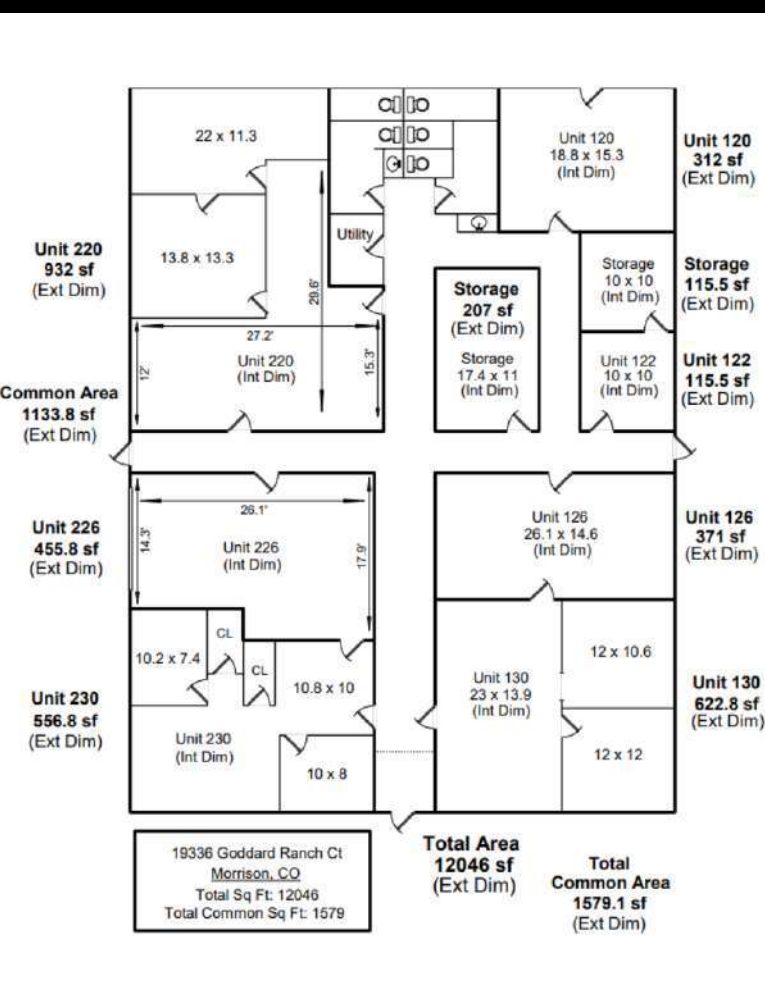 22 x 11.3
Unit 120
18.8 x 15.3
(Int Dim)
Unit 120
312 sf
(Ext Dim)
Utility
Unit 220
932 sf
(Ext Dim)
13.8 x 13.3
29.6'
Storage
207 sf
(Ext Dim)
Storage
17.4 x 11
(Int Dim)
Storage
10 x 10
(Int Dim)
Storage
115.5 sf
(Ext Dim)
27.2'
12'
15.3'
Unit 220
(Int Dim)
Unit 122
10 x 10
(Int Dim)
Unit 122
115.5 sf
(Ext Dim)
Common Area
1133.8 sf
(Ext Dim)
26.1'
14.3'
17.9'
Unit 226
455.8 sf
(Ext Dim)
Unit 226
(Int Dim)
Unit 126
26.1 x 14.6
(Int Dim)
Unit 126
371 sf
(Ext Dim)
CL
CL
10.2 x 7.4
10.8 x 10
Unit 230
556.8 sf
(Ext Dim)
Unit 230
(Int Dim)
10 x 8
Unit 130
23 x 13.9
(Int Dim)
12 x 10.6
12 x 12
Unit 130
622.8 sf
(Ext Dim)
19336 Goddard Ranch Ct
Morrison, CO
Total Sq Ft: 12046
Total Common Sq Ft: 1579
Total Area
12046 sf
(Ext Dim)
Total
Common Area
1579.1 sf
(Ext Dim)